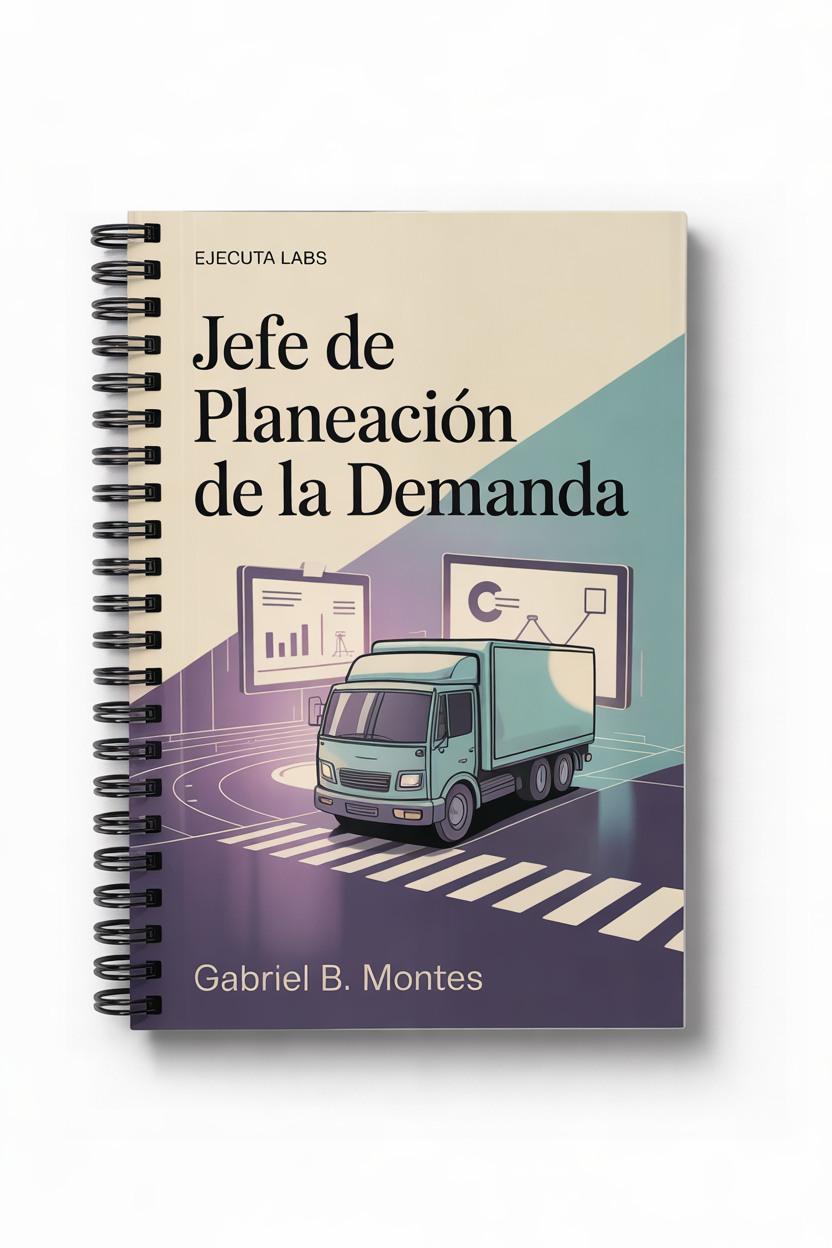 EJECUTA LABS
Jefe de
Planeación
de la Demanda
Gabriel B. Montes